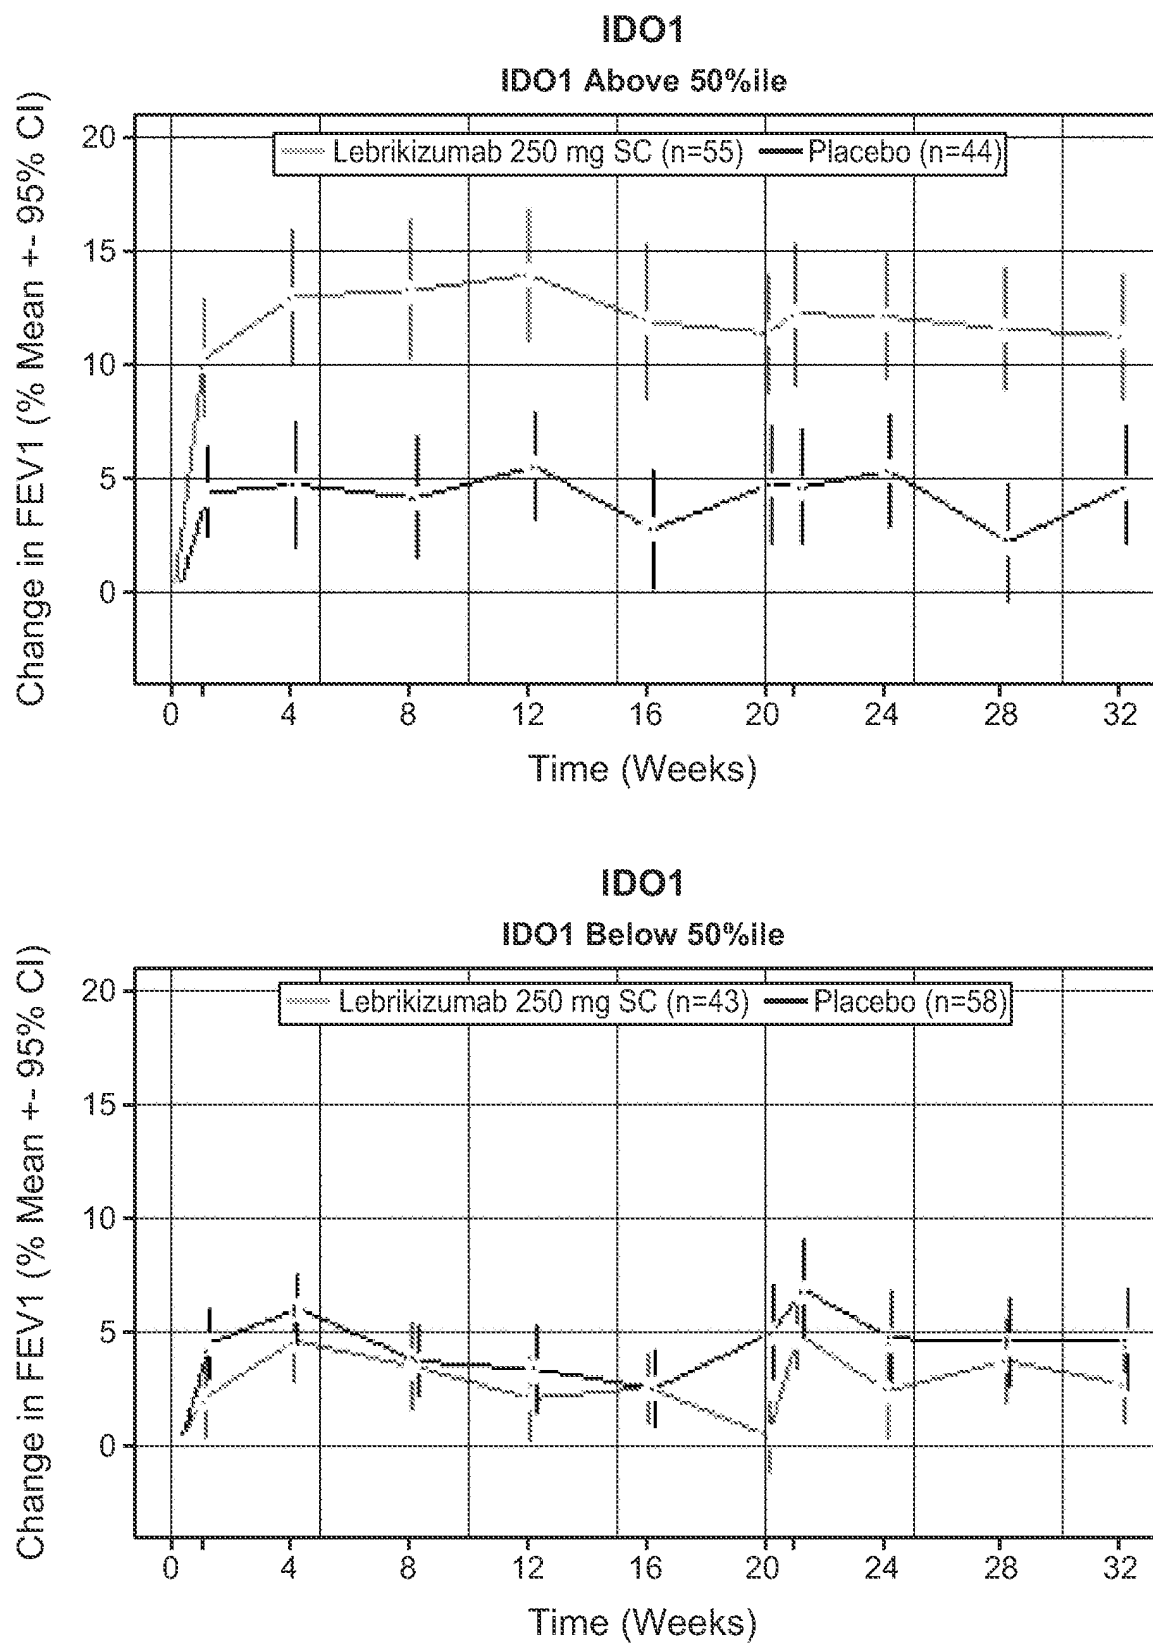 IDO1
IDO1 Above 50%ile
Change in FEV1 (% Mean +- 95% CI)
Lebrikizumab 250 mg SC (n=55) Placebo (n=44)
20
15
10
5
0
0 4 8 12 16 20 24 28 32
Time (Weeks)
IDO1
IDO1 Below 50%ile
Change in FEV1 (% Mean +- 95% CI)
Lebrikizumab 250 mg SC (n=43) Placebo (n=58)
20
15
10
5
0
0 4 8 12 16 20 24 28 32
Time (Weeks)